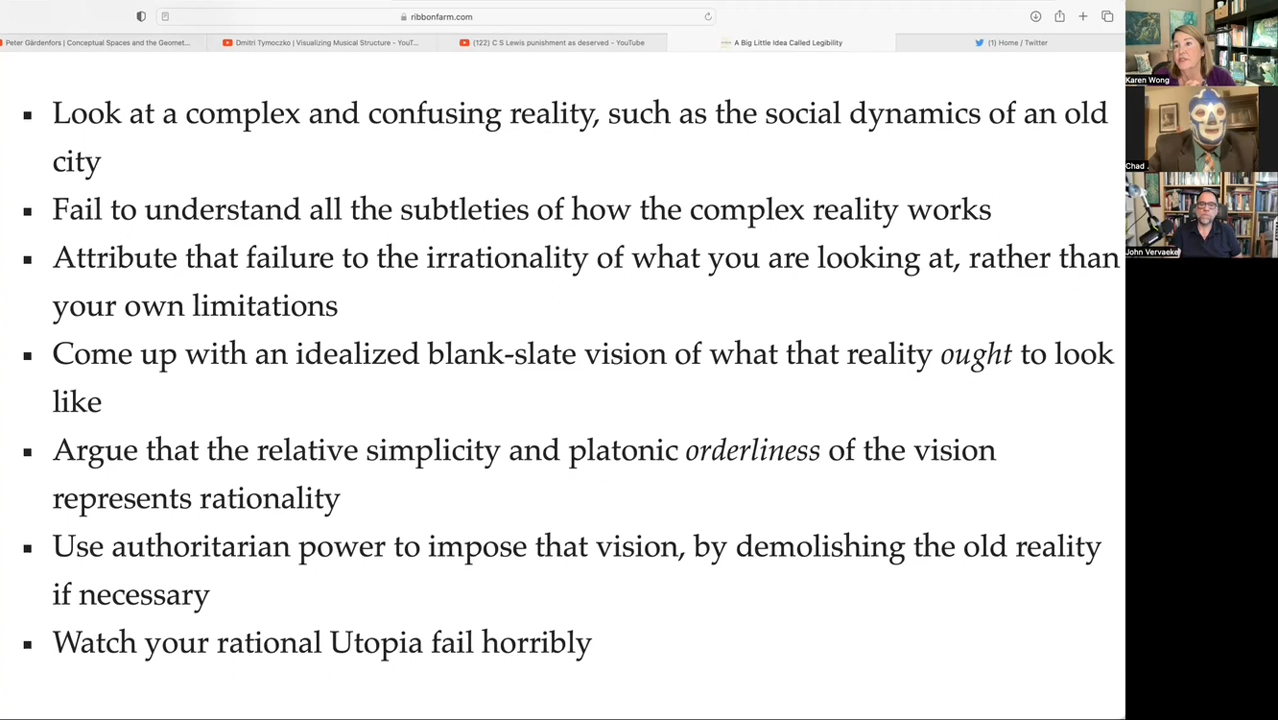 ribbonfarm.com
Peter Gärdenfors | Conceptual Spaces and the Geomet...
Dmitri Tymoczko | Visualizing Musical Structure - YouT...
(122) C S Lewis punishment as deserved - YouTube
A Big Little Idea Called Legibility
(1) Home / Twitter
Karen Wong
Chad
John Vervaeke
▪ Look at a complex and confusing reality, such as the social dynamics of an old
city
▪ Fail to understand all the subtleties of how the complex reality works
▪ Attribute that failure to the irrationality of what you are looking at, rather than
your own limitations
▪ Come up with an idealized blank-slate vision of what that reality ought to look
like
▪ Argue that the relative simplicity and platonic orderliness of the vision
represents rationality
▪ Use authoritarian power to impose that vision, by demolishing the old reality
if necessary
▪ Watch your rational Utopia fail horribly